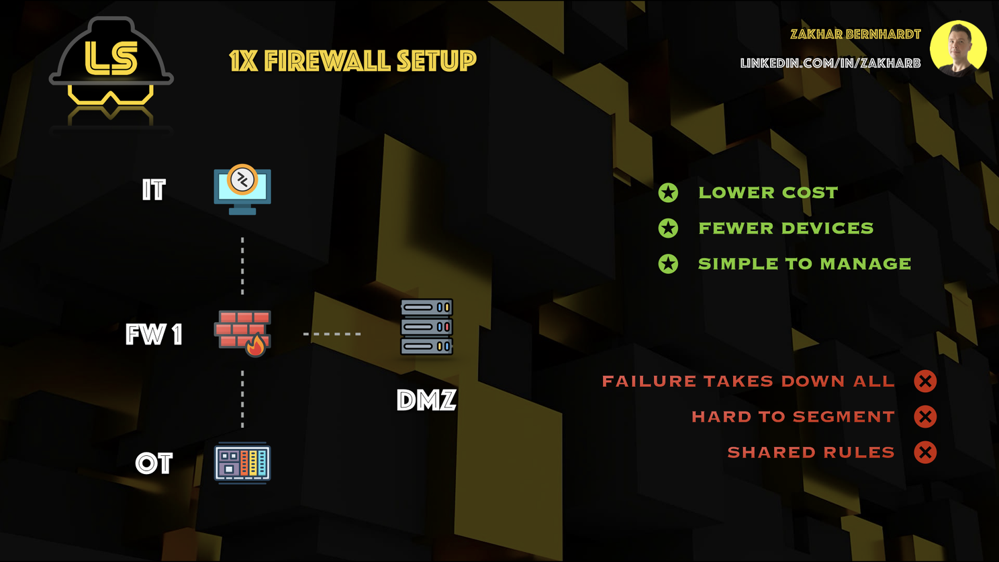 LS
1X FIREWALL SETUP
ZAKHAR BERNHARDT
LINKEDIN.COM/IN/ZAKHARB
IT
LOWER COST
FEWER DEVICES
SIMPLE TO MANAGE
FW 1
DMZ
FAILURE TAKES DOWN ALL
HARD TO SEGMENT
SHARED RULES
OT